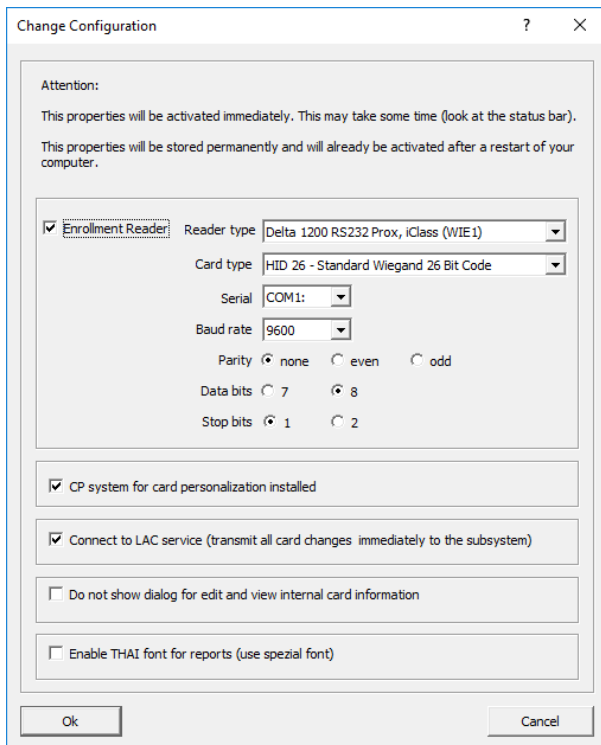 Change Configuration ?
Attention:
This properties will be activated immediately. This may take some time (look at the status bar).
This properties will be stored permanently and will already be activated after a restart of your
computer.
Enrollment Reader Reader type Delta 1200 RS232 Prox, iClass (WIE1)
Card type HID 26 - Standard Wiegand 26 Bit Code
Serial COM1:
Baud rate 9600
Parity none even odd
Data bits 7 8
Stop bits 1 2
CP system for card personalization installed
Connect to LAC service (transmit all card changes immediately to the subsystem)
Do not show dialog for edit and view internal card information
Enable THAI font for reports (use spezial font)
Ok Cancel